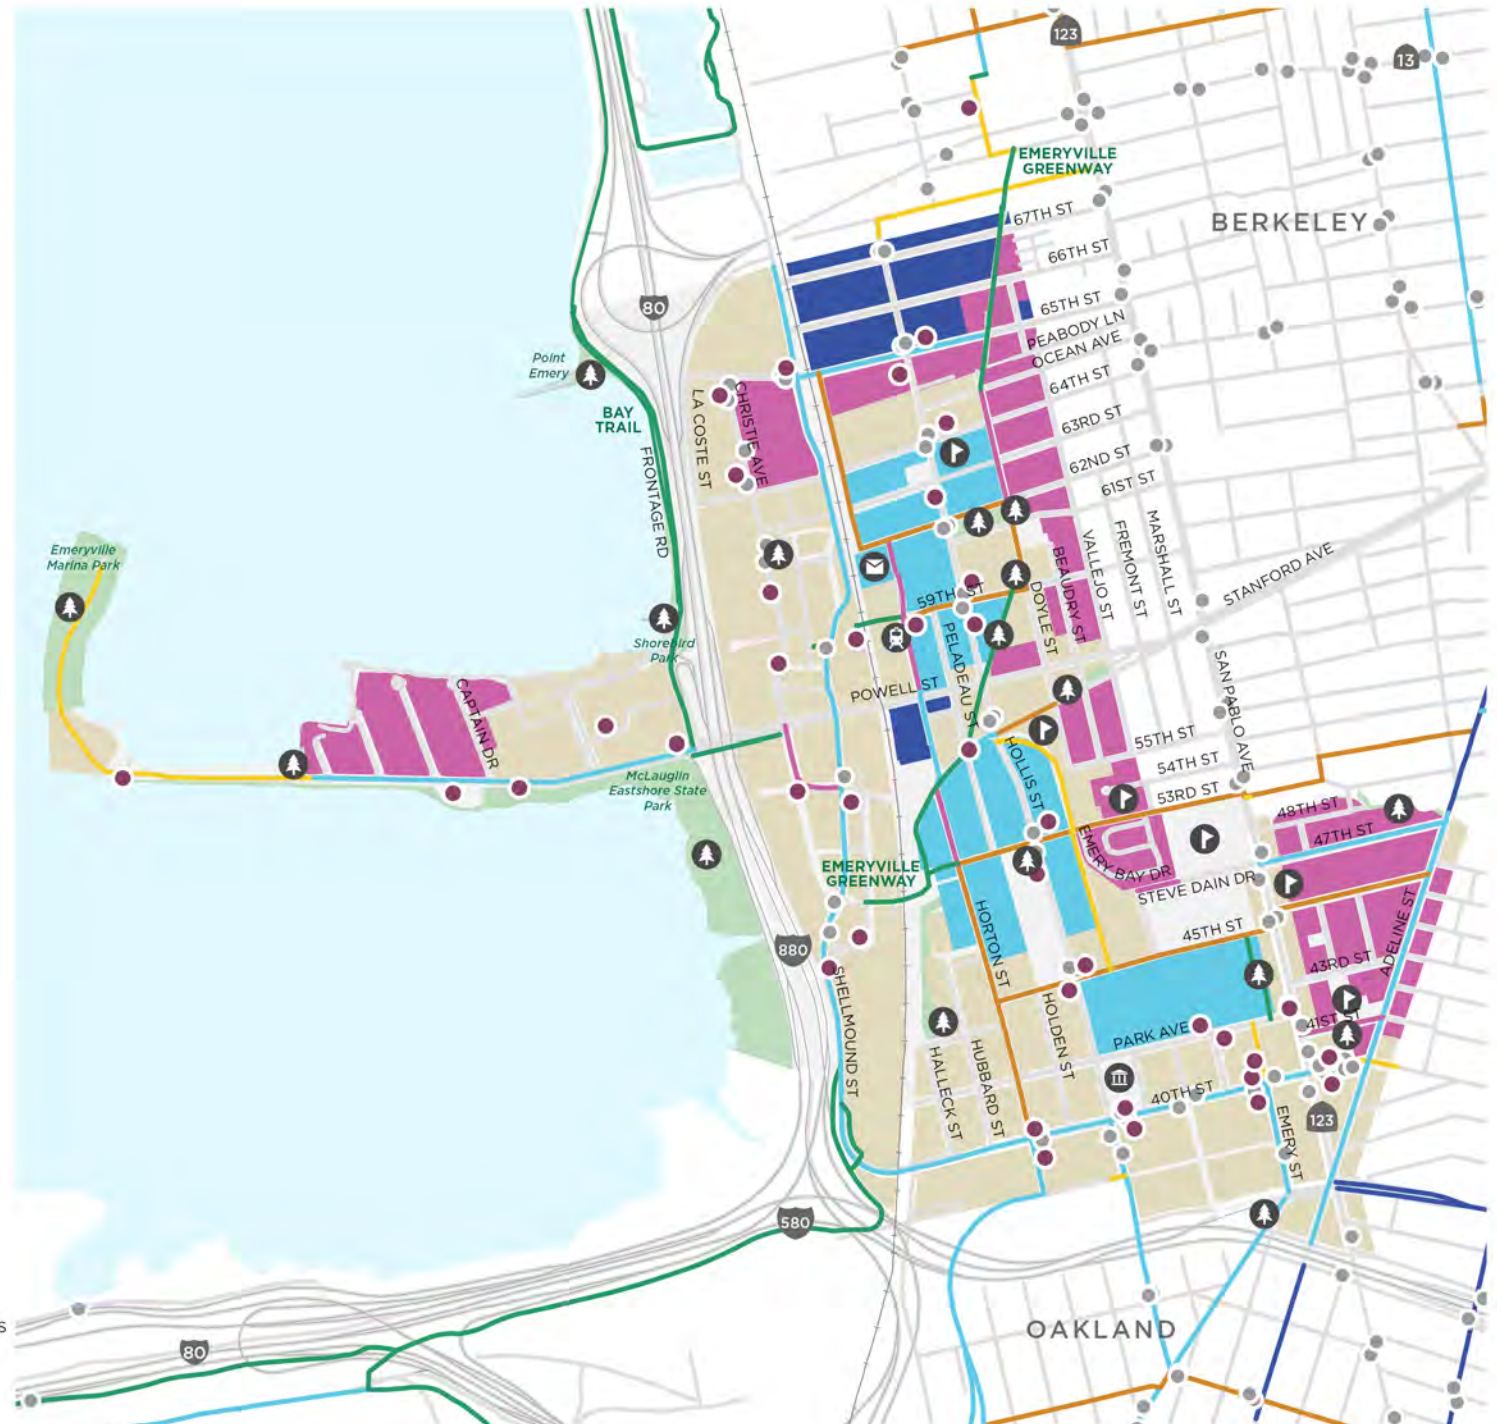 123
13
EMERYVILLE
GREENWAY
67TH ST
BERKELEY
66TH ST
80
65TH ST
PEABODY LN
OCEAN AVE
Point
Emery
64TH ST
LA COSTE ST
CHRISTIE AVE
BAY
TRAIL
63RD ST
FRONTAGE RD
62ND ST
61ST ST
Emeryville
Marina Park
MARSHALL ST
FREMONT ST
VALLEJO ST
BEAUDRY ST
STANFORD AVE
59TH ST
DOYLE ST
Shorebird
Park
PELADEAU ST
SAN PABLO AVE
CAPTAIN DR
POWELL ST
55TH ST
HOLLIS ST
54TH ST
McLaughlin
Eastshore State
Park
53RD ST
48TH ST
47TH ST
EMERY BAY DR
EMERYVILLE
GREENWAY
STEVE DAIN DR
ADELINE ST
HORTON ST
45TH ST
880
43RD ST
SHELLMOUND ST
HOLDEN ST
41ST ST
PARK AVE
HALLECK ST
HUBBARD ST
40TH ST
EMERY ST
123
580
S
OAKLAND
80